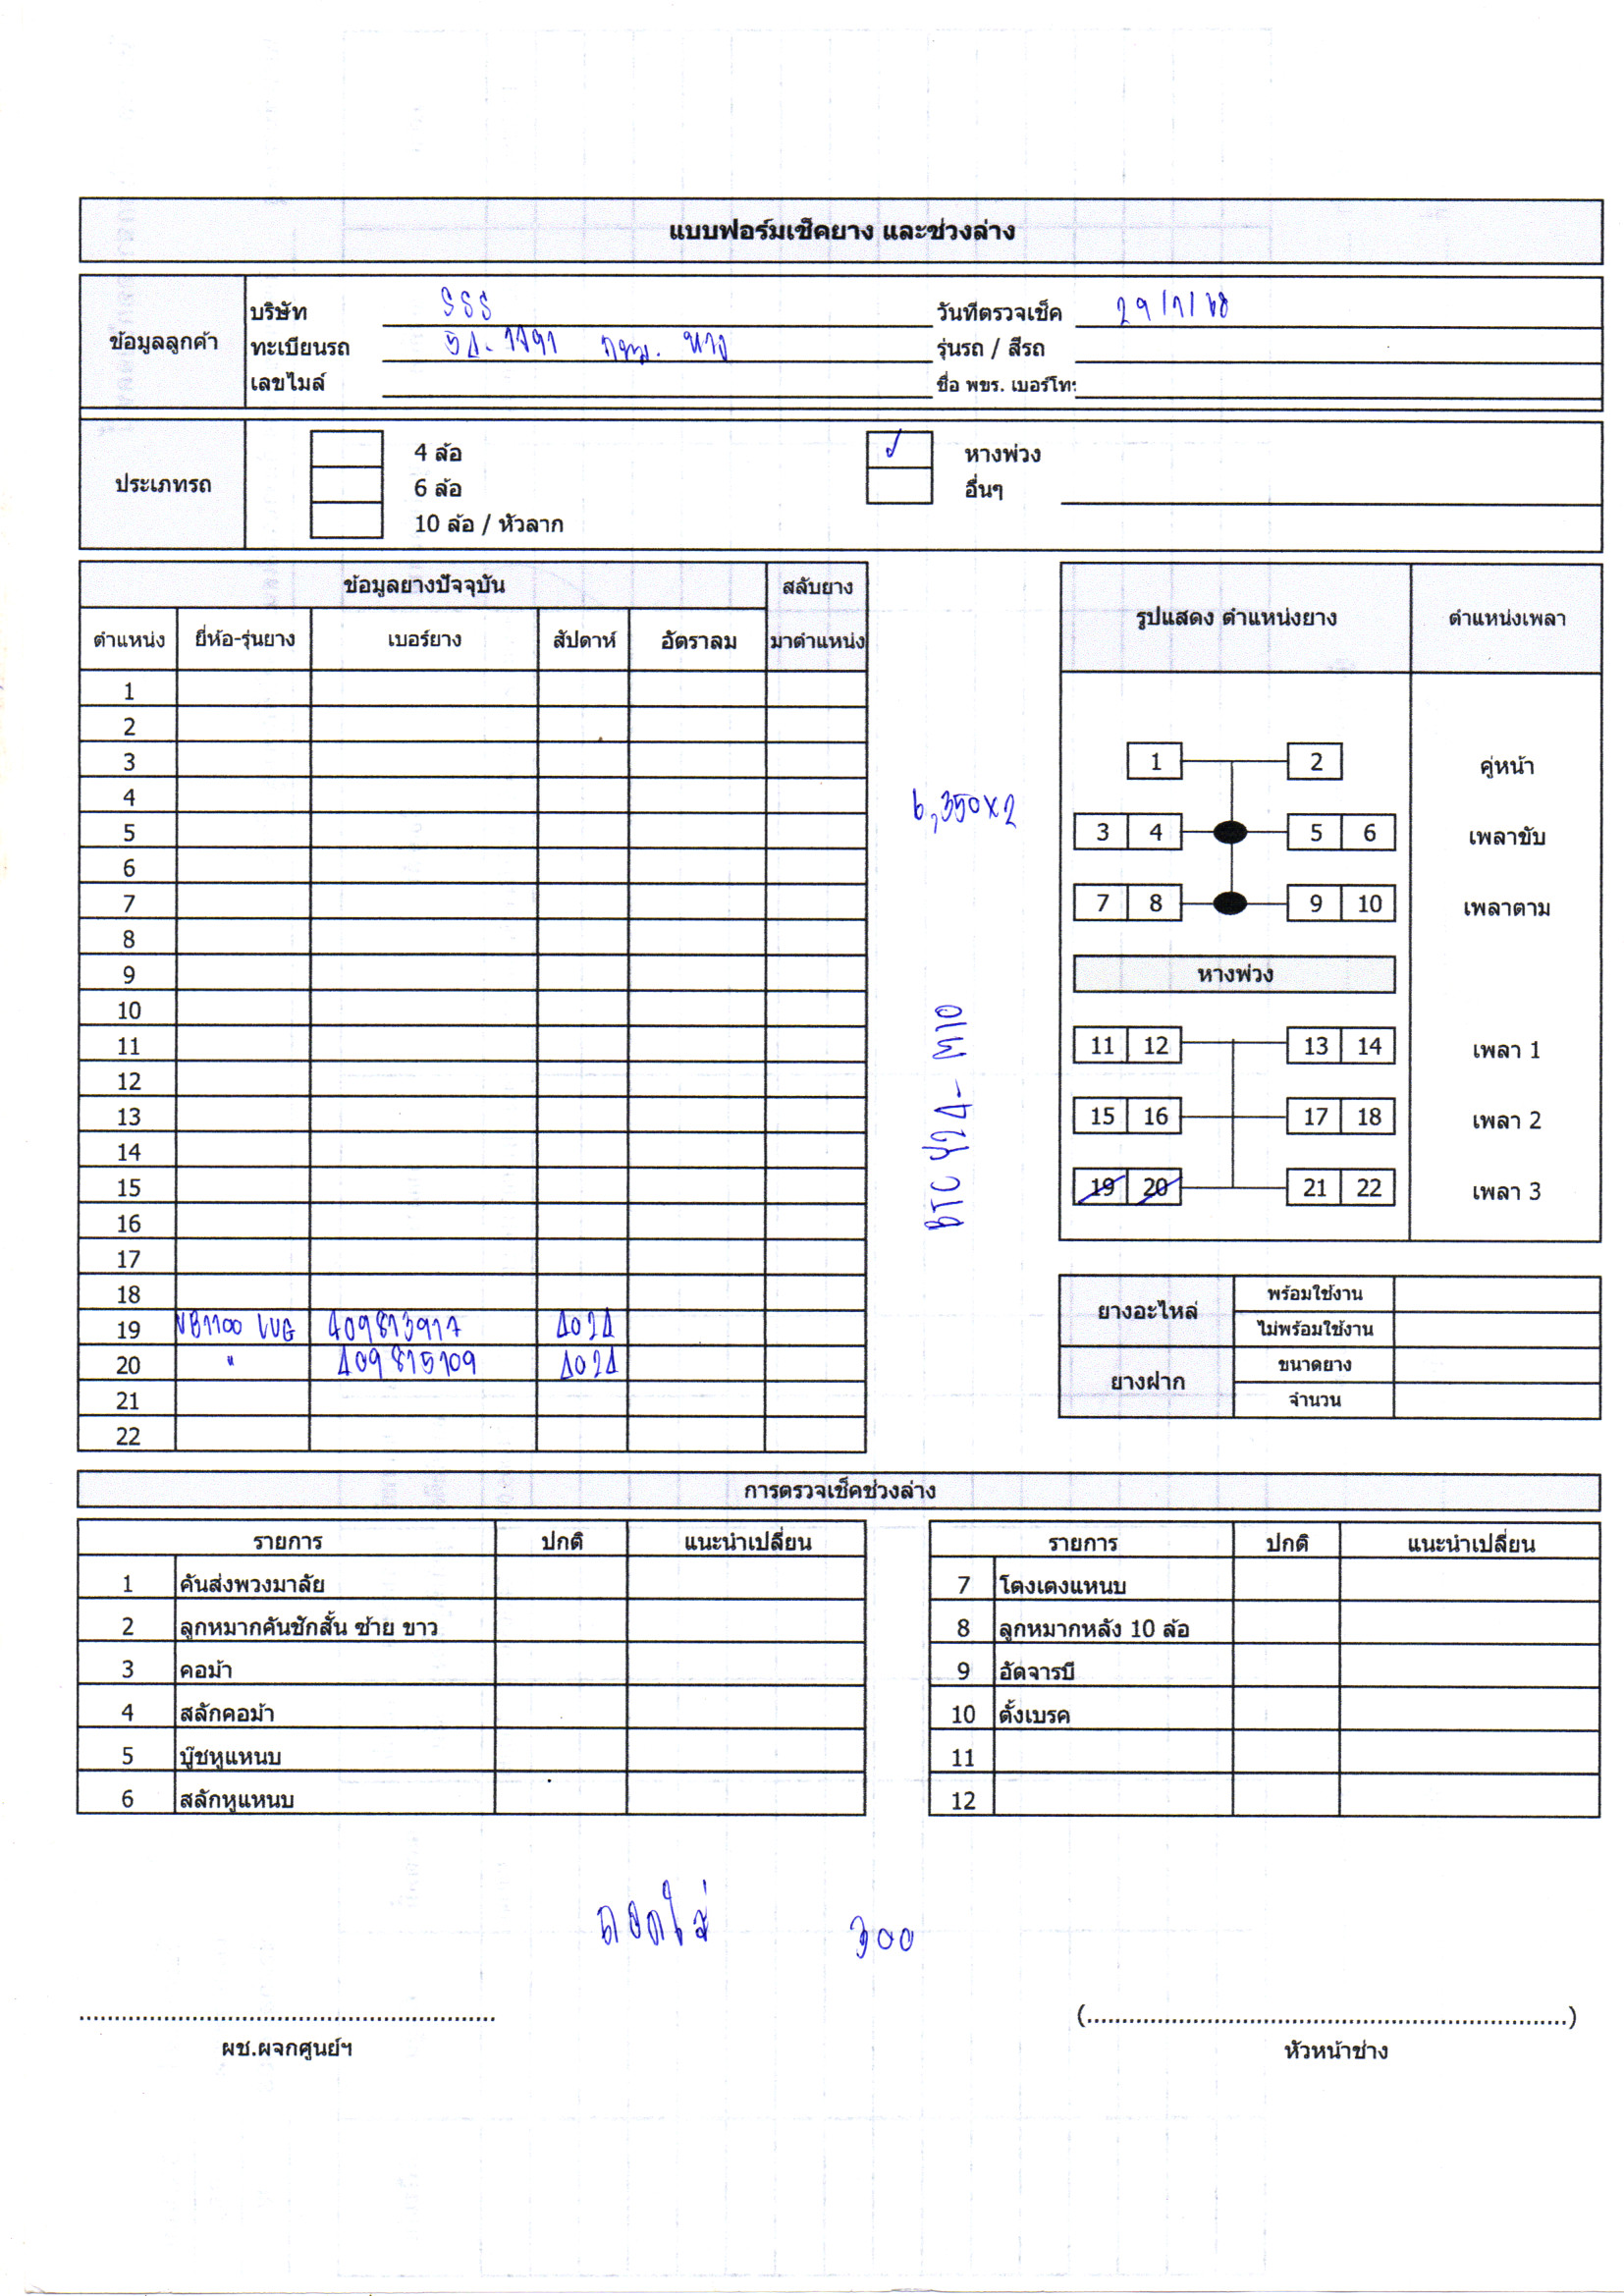 แบบฟอร์มเช็คยาง และช่วงล่าง
ข้อมูลลูกค้า
บริษัท SSS วันที่ตรวจเช็ค 29/1/68
ทะเบียนรถ กทม. หาง รุ่นรถ / สีรถ
เลขไมล์ ชื่อ พขร. เบอร์โทร
ประเภทรถ
4 ล้อ หางพ่วง
6 ล้อ อื่นๆ
10 ล้อ / หัวลาก
ข้อมูลยางปัจจุบัน สลับยาง
ตำแหน่ง ยี่ห้อ-รุ่นยาง เบอร์ยาง สัปดาห์ อัตราลม มาตำแหน่ง
1
2
3
4
5
6
7
8
9
10
11
12
13
14
15
16
17
18
19 409813917 4024
20 " 409815109 4024
21
22
6,350x2
BTC Y24- M10
รูปแสดง ตำแหน่งยาง ตำแหน่งเพลา
1 2 คู่หน้า
3 4 5 6 เพลาขับ
7 8 9 10 เพลาตาม
หางพ่วง
11 12 13 14 เพลา 1
15 16 17 18 เพลา 2
19 20 21 22 เพลา 3
ยางอะไหล่ พร้อมใช้งาน
ไม่พร้อมใช้งาน
ยางฝาก ขนาดยาง
จำนวน
การตรวจเช็คช่วงล่าง
รายการ ปกติ แนะนำเปลี่ยน รายการ ปกติ แนะนำเปลี่ยน
1 คันส่งพวงมาลัย 7 โตงเตงแหนบ
2 ลูกหมากคันชักสั้น ซ้าย ขาว 8 ลูกหมากหลัง 10 ล้อ
3 คอม้า 9 อัดจารบี
4 สลักคอม้า 10 ตั้งเบรค
5 บู๊ชหูแหนบ 11
6 สลักหูแหนบ 12
ถอดใส่ 300
(....................)
ผช.ผจกศูนย์ฯ หัวหน้าช่าง